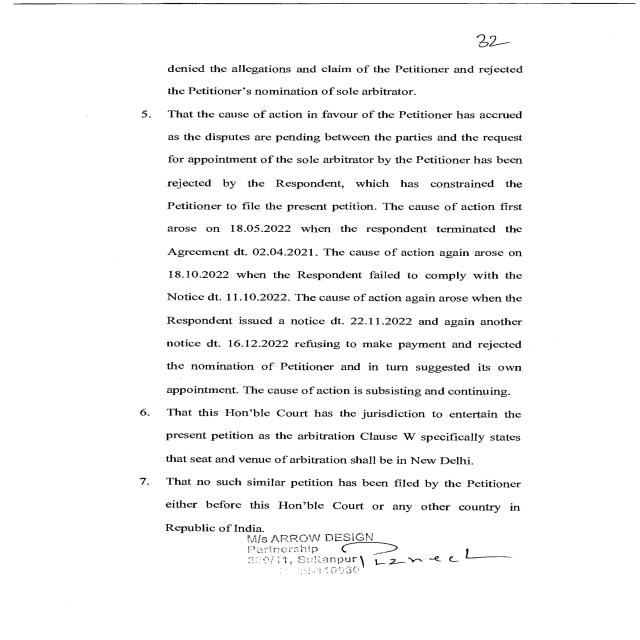 32
denied the allegations and claim of the Petitioner and rejected
the Petitioner's nomination of sole arbitrator.
5. That the cause of action in favour of the Petitioner has accrued
as the disputes are pending between the parties and the request
for appointment of the sole arbitrator by the Petitioner has been
rejected by the Respondent, which has constrained the
Petitioner to file the present petition. The cause of action first
arose on 18.05.2022 when the respondent terminated the
Agreement dt. 02.04.2021. The cause of action again arose on
18.10.2022 when the Respondent failed to comply with the
Notice dt. 11.10.2022. The cause of action again arose when the
Respondent issued a notice dt. 22.11.2022 and again another
notice dt. 16.12.2022 refusing to make payment and rejected
the nomination of Petitioner and in turn suggested its own
appointment. The cause of action is subsisting and continuing.
6. That this Hon'ble Court has the jurisdiction to entertain the
present petition as the arbitration Clause W specifically states
that seat and venue of arbitration shall be in New Delhi.
7. That no such similar petition has been filed by the Petitioner
either before this Hon'ble Court or any other country in
Republic of India.
M/s ARROW DESIGN
Partnership
Sultanpur